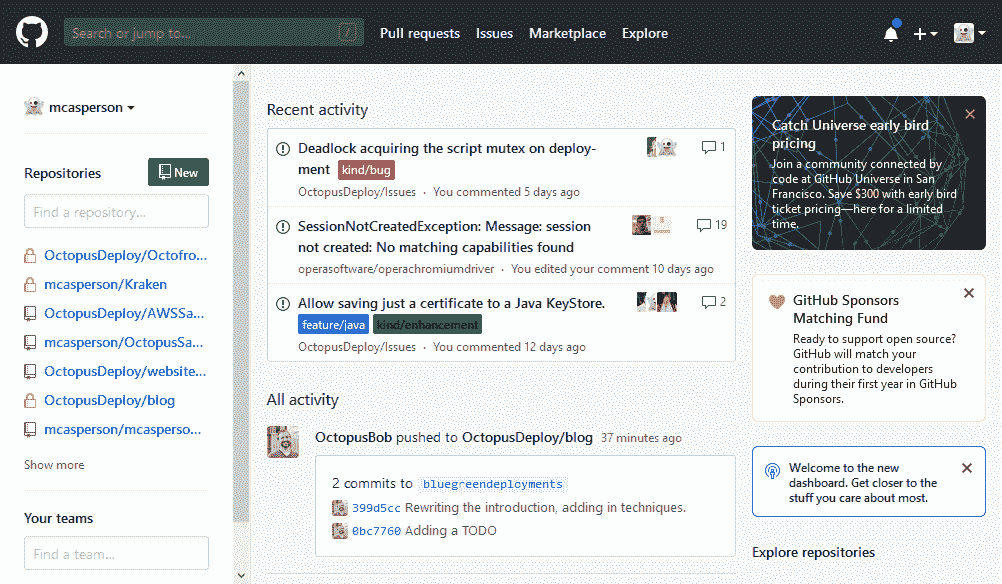 Search or jump to...
/
Pull requests
Issues
Marketplace
Explore
mcasperson
Repositories
New
Find a repository...
OctopusDeploy/Octofro...
mcasperson/Kraken
OctopusDeploy/AWSSa...
mcasperson/OctopusSa...
OctopusDeploy/website...
OctopusDeploy/blog
mcasperson/mcasperso...
Show more
Your teams
Find a team...
Recent activity
Deadlock acquiring the script mutex on deploy-
ment kind/bug
1
OctopusDeploy/Issues · You commented 5 days ago
SessionNotCreatedException: Message: session
not created: No matching capabilities found
19
operasoftware/operachromiumdriver · You edited your comment 10 days ago
Allow saving just a certificate to a Java KeyStore.
feature/java kind/enhancement
2
OctopusDeploy/Issues · You commented 12 days ago
All activity
OctopusBob pushed to OctopusDeploy/blog 37 minutes ago
2 commits to bluegreendeployments
399d5cc Rewriting the introduction, adding in techniques.
0bc7760 Adding a TODO
Catch Universe early bird
pricing
Join a community connected by
code at GitHub Universe in San
Francisco. Save $300 with early bird
ticket pricing—here for a limited
time.
GitHub Sponsors
Matching Fund
Ready to support open source?
GitHub will match your
contribution to developers
during their first year in GitHub
Sponsors.
Welcome to the new
dashboard. Get closer to the
stuff you care about most.
Explore repositories